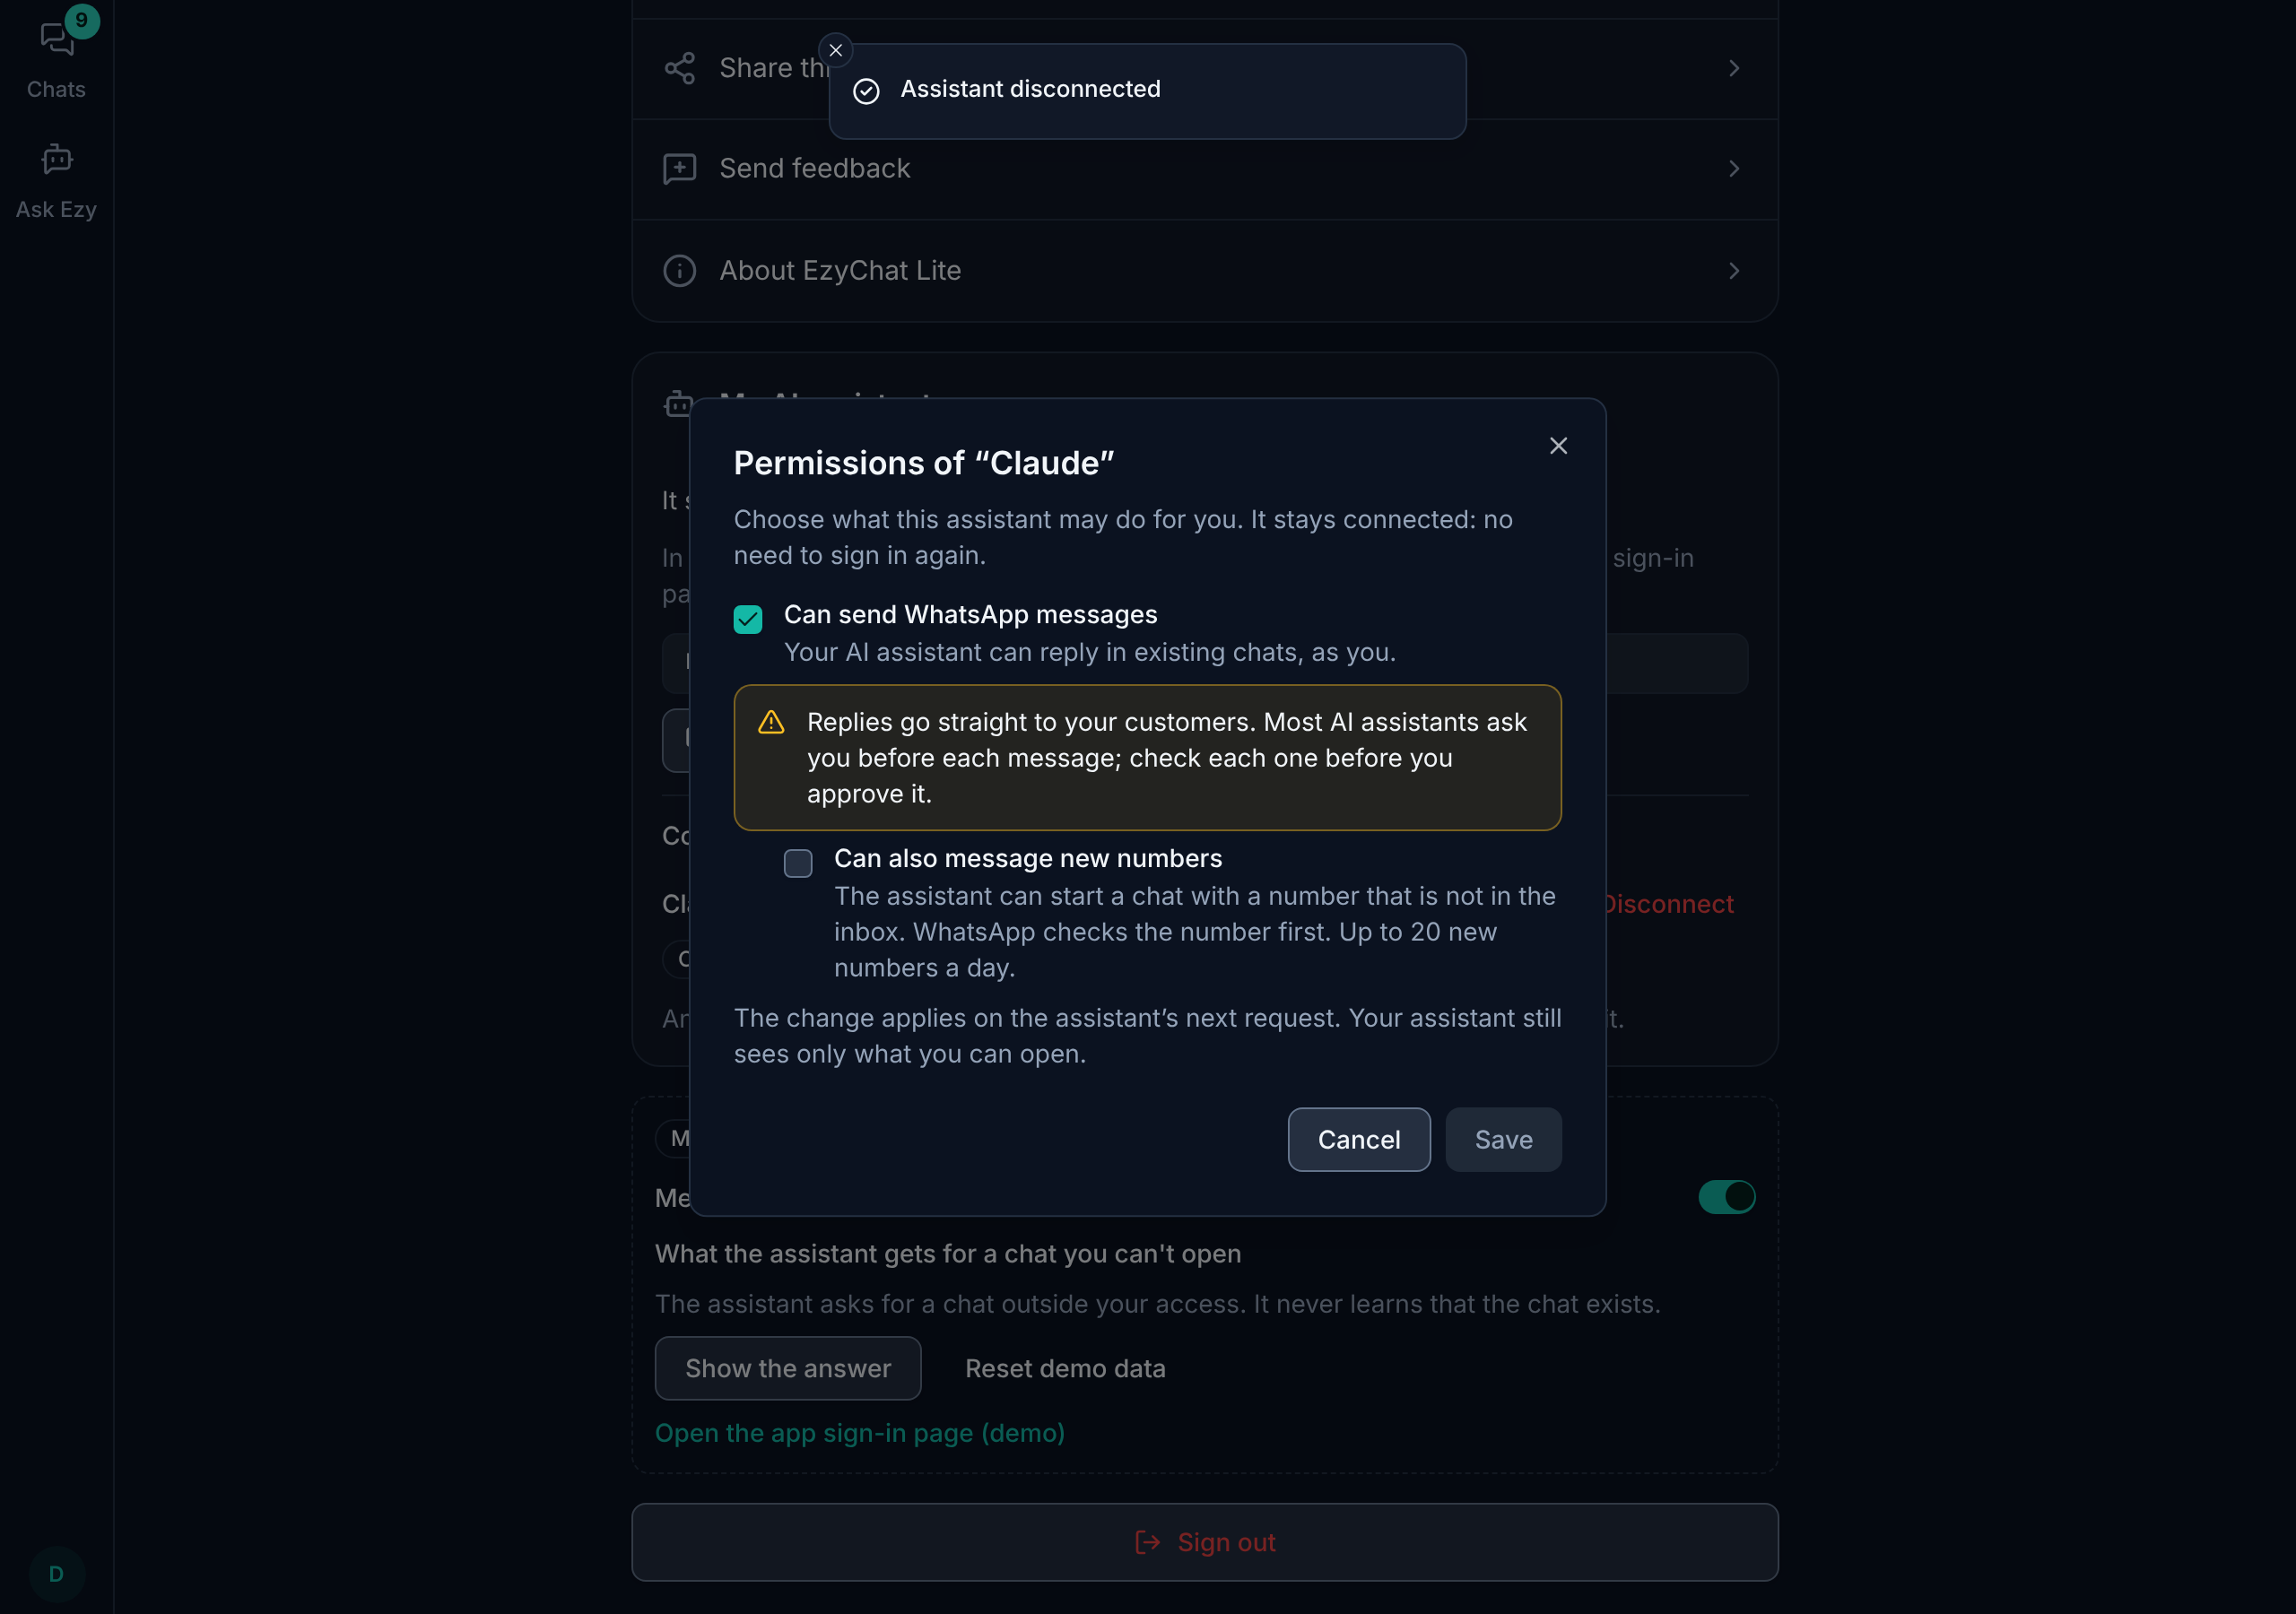 9
Chats
Ask Ezy
Share
Assistant disconnected
Send feedback
About EzyChat Lite
Permissions of “Claude”
Choose what this assistant may do for you. It stays connected: no
need to sign in again.
Can send WhatsApp messages
Your AI assistant can reply in existing chats, as you.
Replies go straight to your customers. Most AI assistants ask
you before each message; check each one before you
approve it.
Can also message new numbers
The assistant can start a chat with a number that is not in the
inbox. WhatsApp checks the number first. Up to 20 new
numbers a day.
The change applies on the assistant’s next request. Your assistant still
sees only what you can open.
Cancel
Save
It
In
sign-in
Disconnect
it.
What the assistant gets for a chat you can't open
The assistant asks for a chat outside your access. It never learns that the chat exists.
Show the answer
Reset demo data
Open the app sign-in page (demo)
Sign out
D